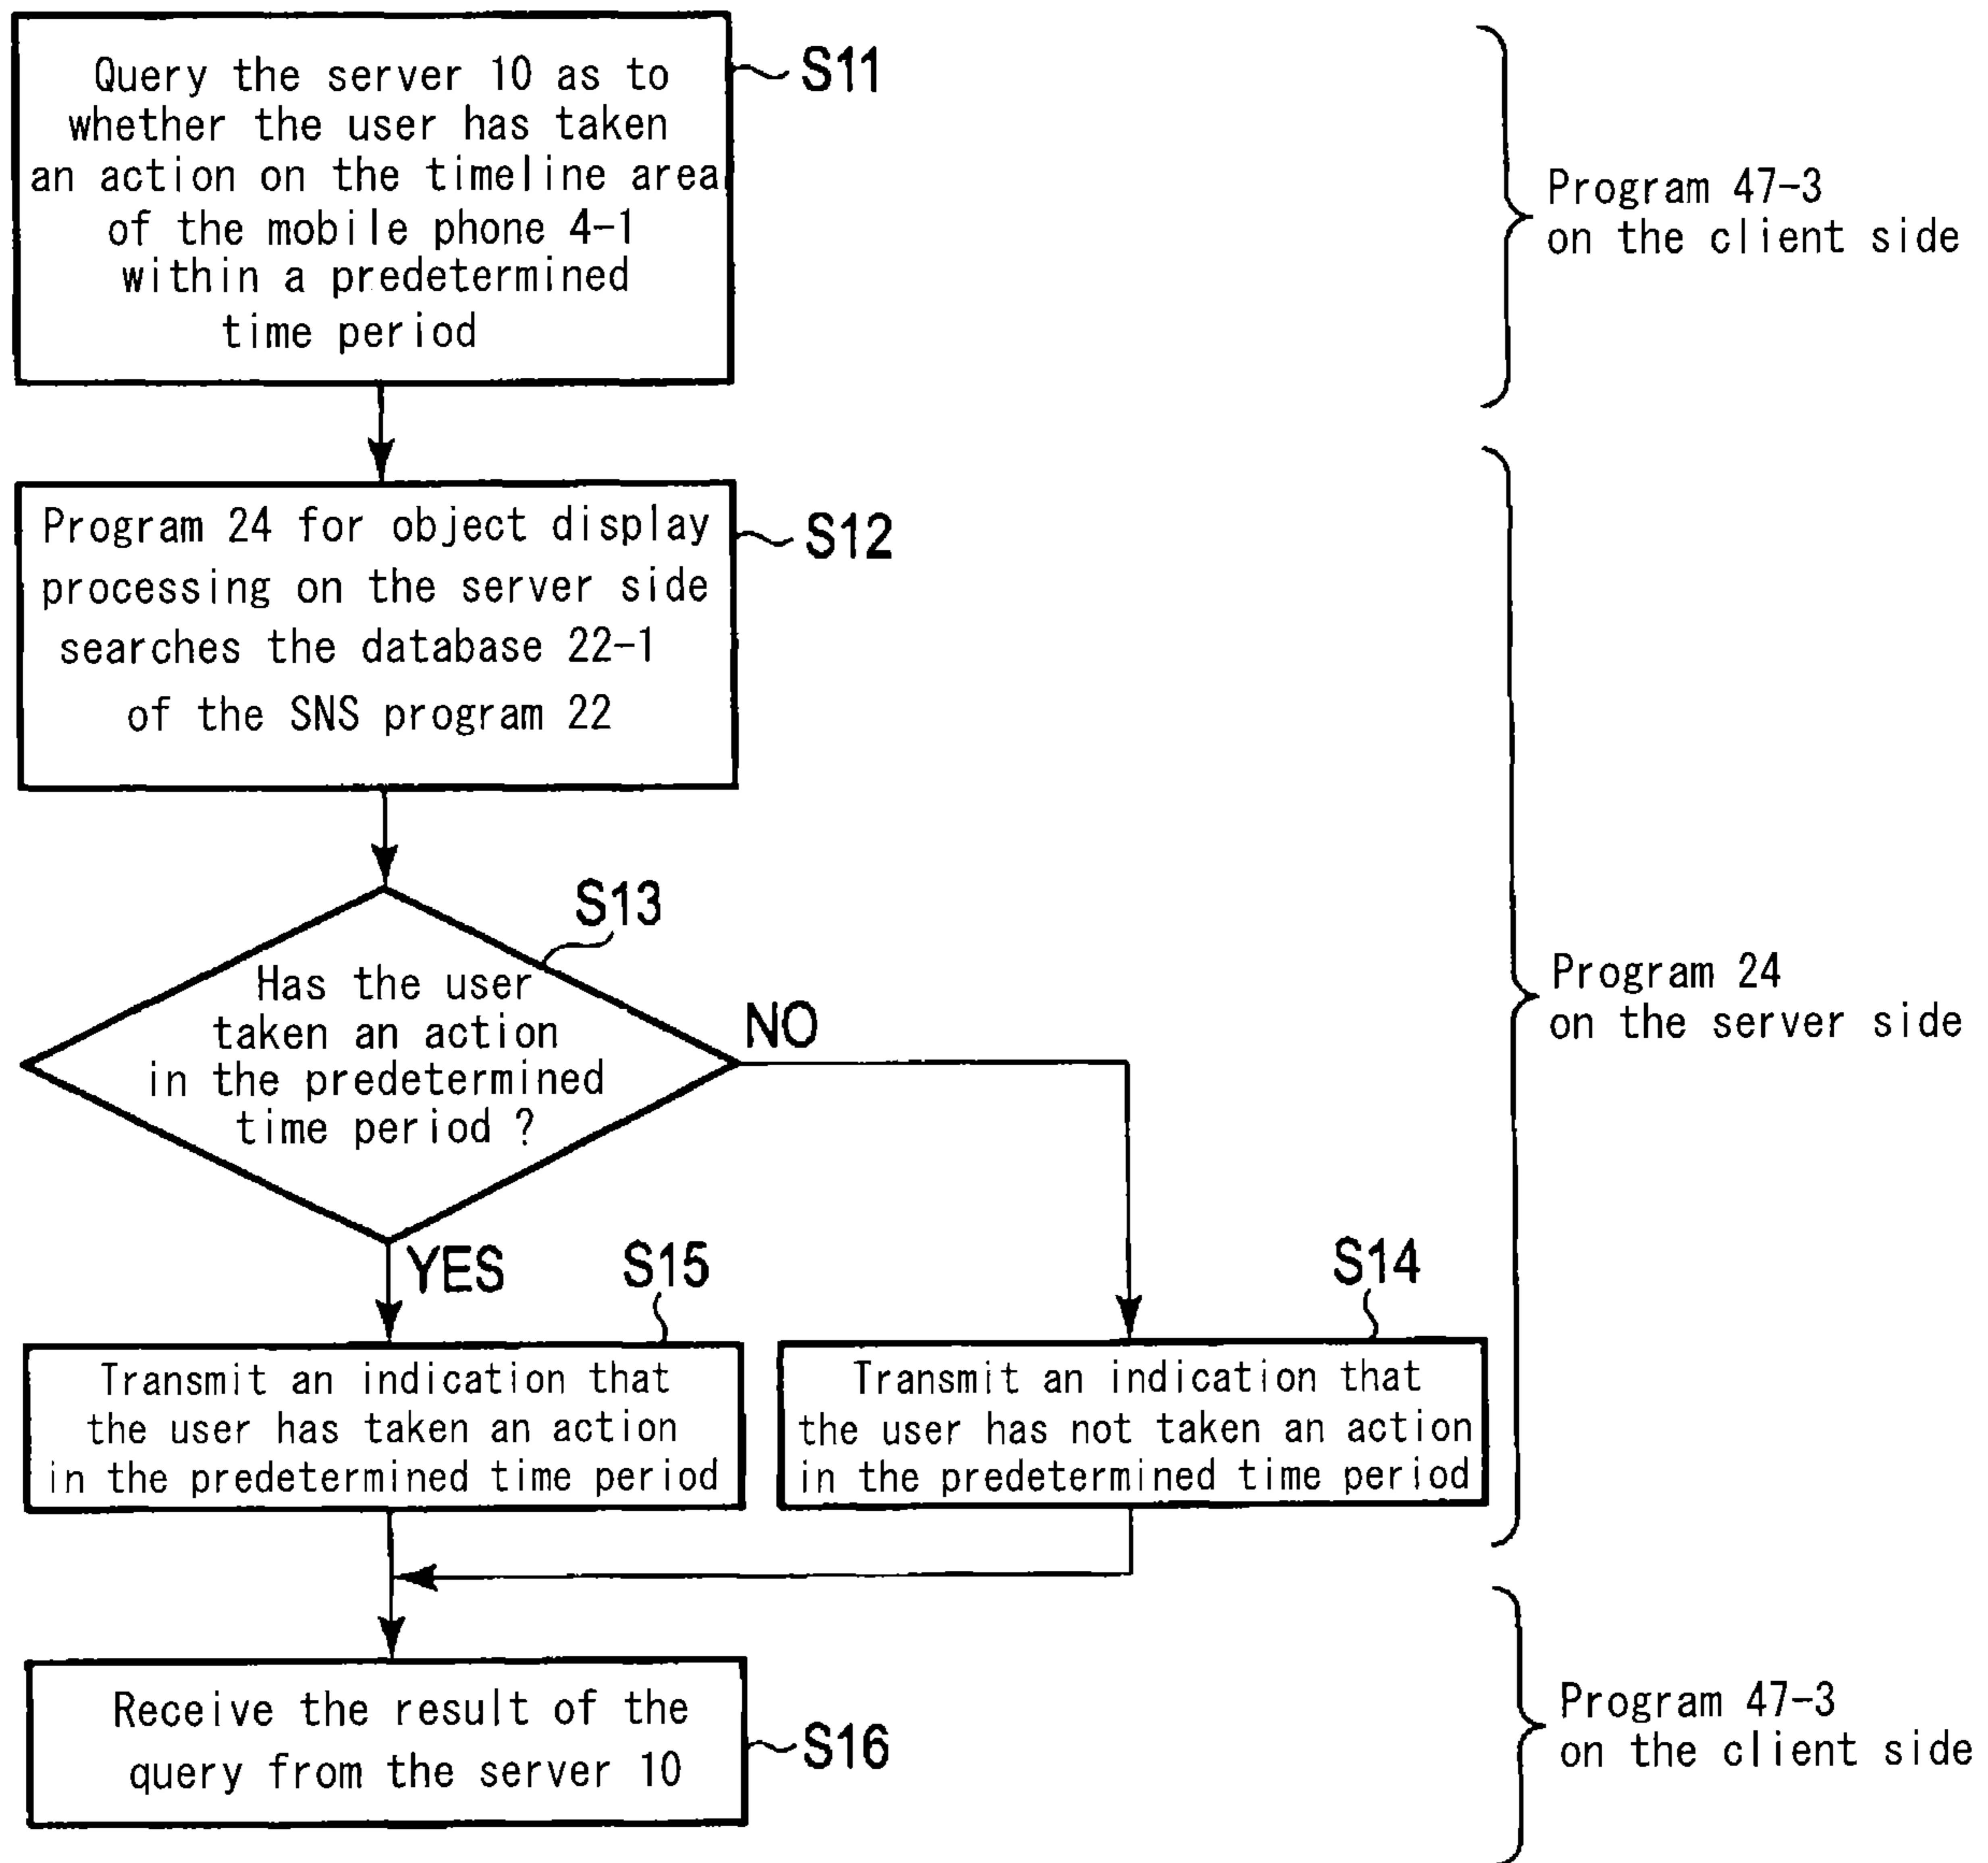 Query the server 10 as to
whether the user has taken
an action on the timeline area
of the mobile phone 4-1
within a predetermined
time period
S11
Program 47-3
on the client side
Program 24 for object display
processing on the server side
searches the database 22-1
of the SNS program 22
S12
S13
Has the user
taken an action
in the predetermined
time period ?
NO
YES
Program 24
on the server side
S15
Transmit an indication that
the user has taken an action
in the predetermined time period
S14
Transmit an indication that
the user has not taken an action
in the predetermined time period
Receive the result of the
query from the server 10
S16
Program 47-3
on the client side